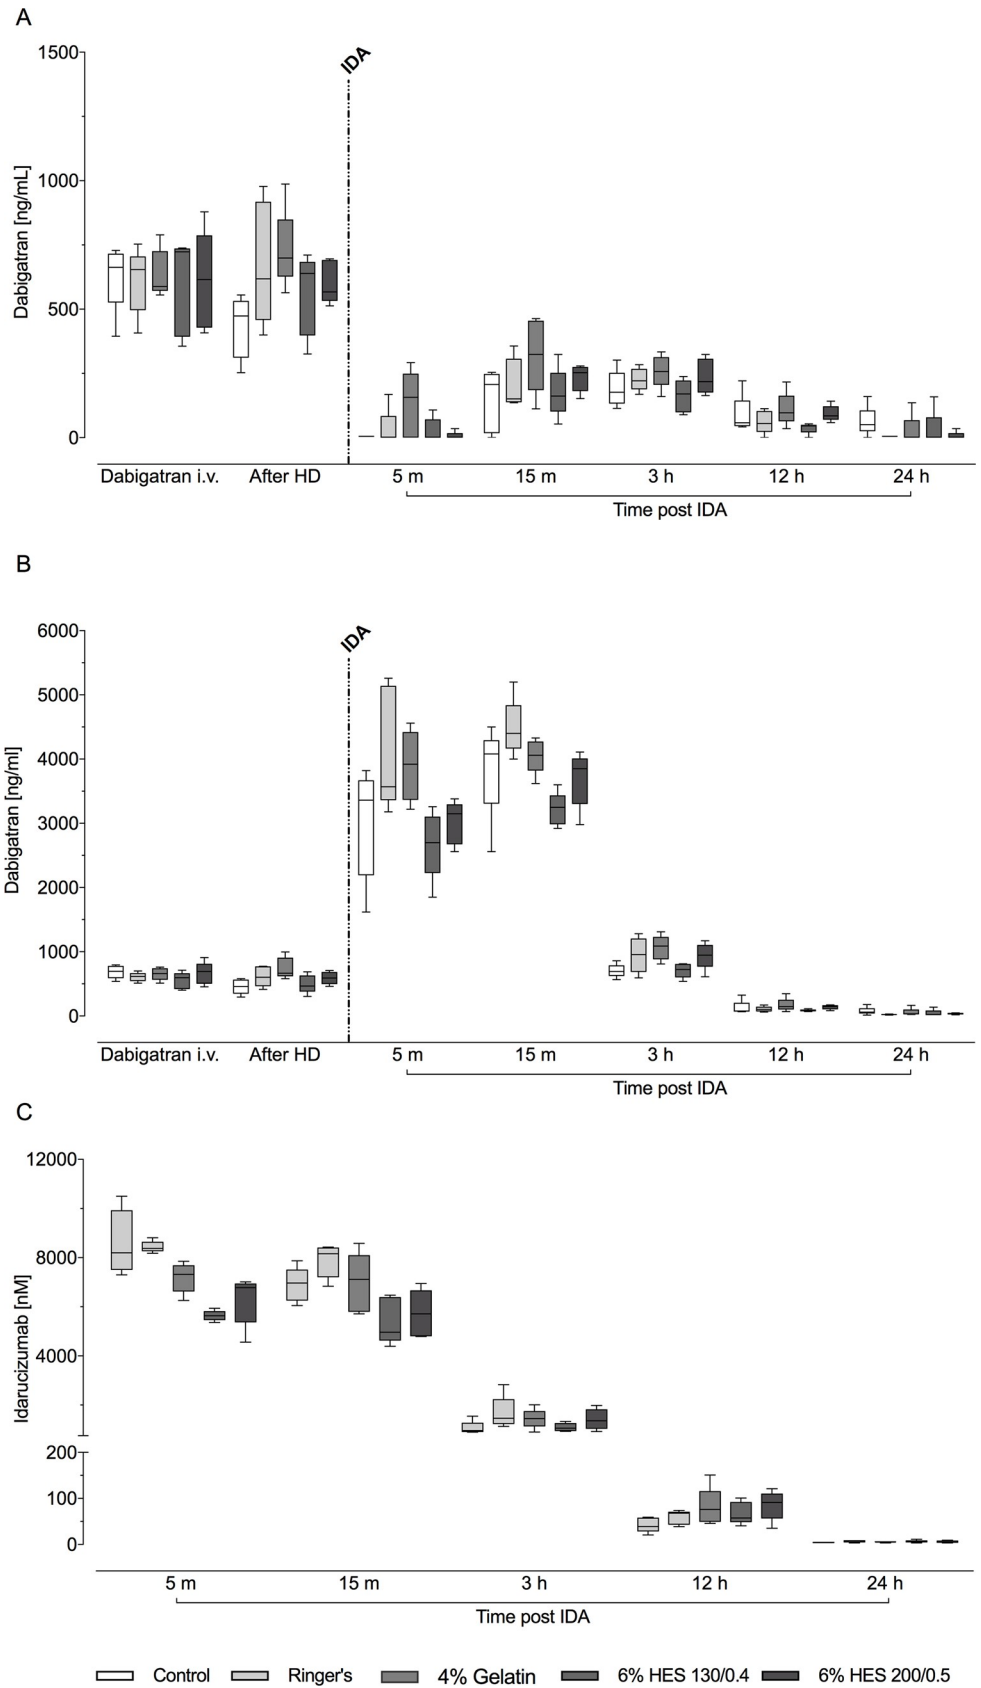 A
1500
IDA
1000
Dabigatran [ng/mL]
500
0
Dabigatran i.v. After HD 5 m 15 m 3 h 12 h 24 h
Time post IDA
B
6000
IDA
5000
4000
Dabigatran [ng/ml]
3000
2000
1000
0
Dabigatran i.v. After HD 5 m 15 m 3 h 12 h 24 h
Time post IDA
C
12000
8000
Idarucizumab [nM]
4000
200
100
0
5 m 15 m 3 h 12 h 24 h
Time post IDA
Control Ringer's 4% Gelatin 6% HES 130/0.4 6% HES 200/0.5